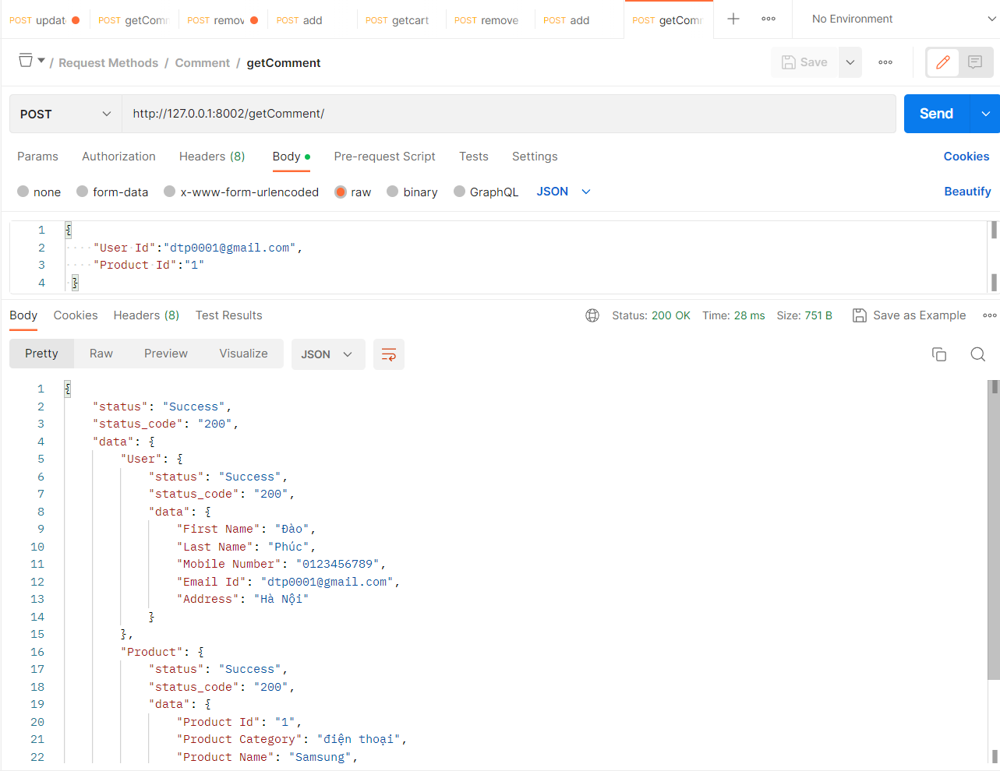 POST updat POST getComm POST remov POST add POST getcart POST remove POST add POST getComm No Environment
/ Request Methods / Comment / getComment Save
POST http://127.0.0.1:8002/getComment/ Send
Params Authorization Headers (8) Body Pre-request Script Tests Settings Cookies
none form-data x-www-form-urlencoded raw binary GraphQL JSON Beautify
1 {
2 "User Id":"dtp0001@gmail.com",
3 "Product Id":"1"
4 }
Body Cookies Headers (8) Test Results Status: 200 OK Time: 28 ms Size: 751 B Save as Example
Pretty Raw Preview Visualize JSON
1 {
2 "status": "Success",
3 "status_code": "200",
4 "data": {
5 "User": {
6 "status": "Success",
7 "status_code": "200",
8 "data": {
9 "First Name": "Đào",
10 "Last Name": "Phúc",
11 "Mobile Number": "0123456789",
12 "Email Id": "dtp0001@gmail.com",
13 "Address": "Hà Nội"
14 }
15 },
16 "Product": {
17 "status": "Success",
18 "status_code": "200",
19 "data": {
20 "Product Id": "1",
21 "Product Category": "điện thoại",
22 "Product Name": "Samsung",